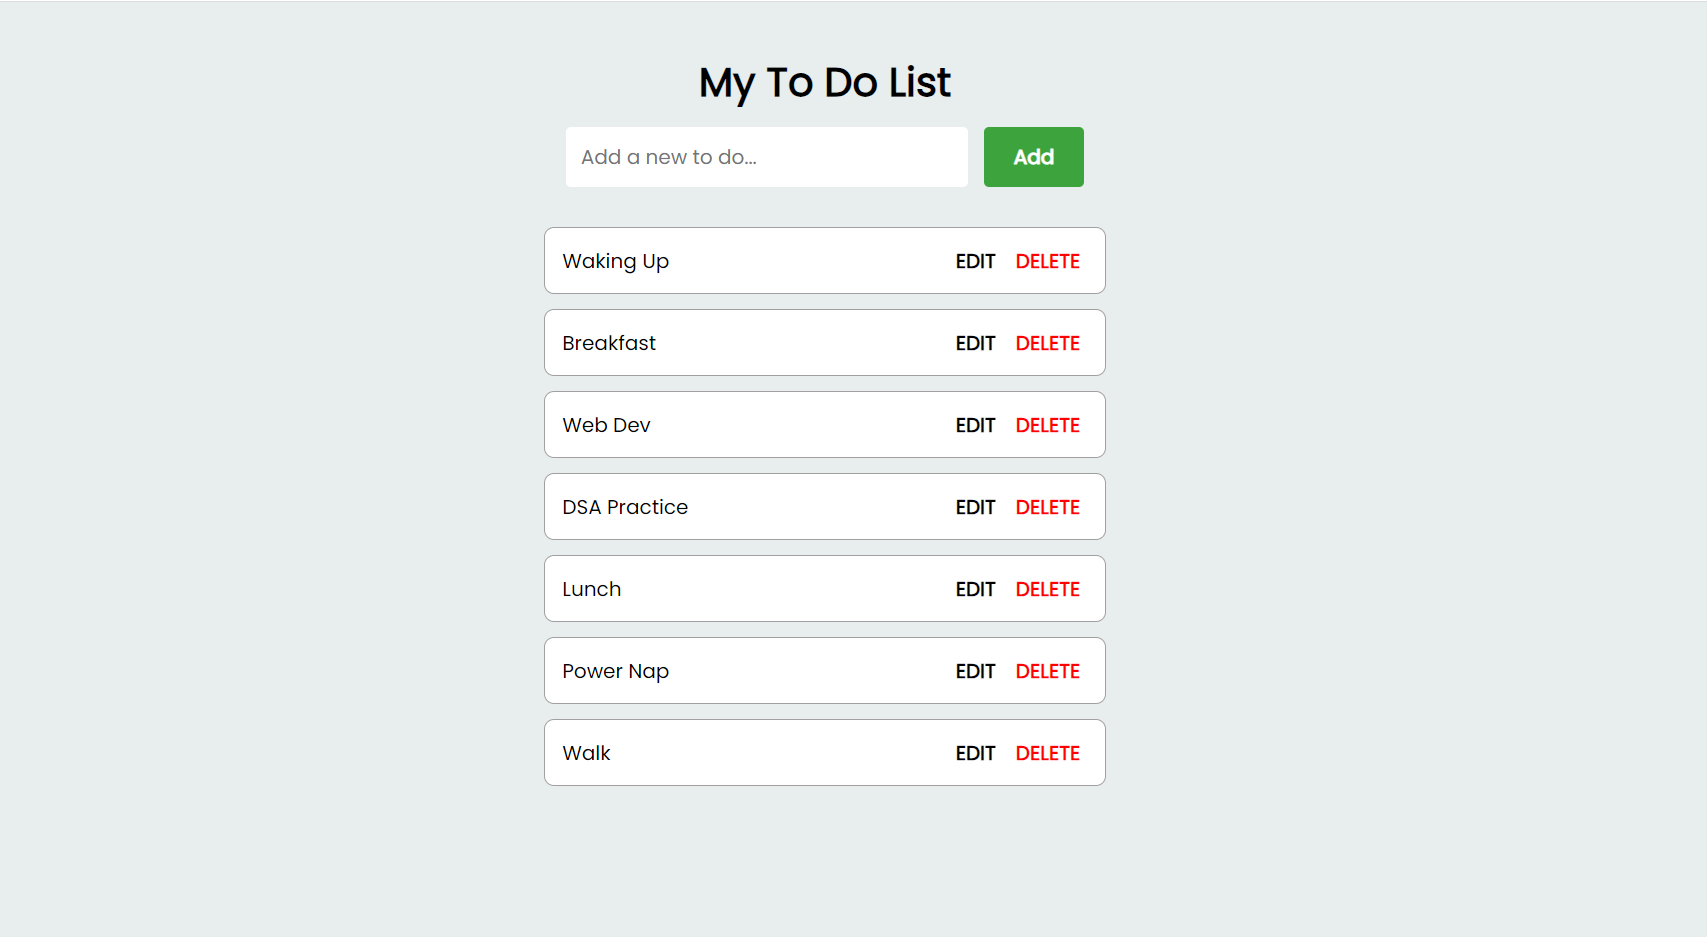 My To Do List
Add a new to do... Add
Waking Up EDIT DELETE
Breakfast EDIT DELETE
Web Dev EDIT DELETE
DSA Practice EDIT DELETE
Lunch EDIT DELETE
Power Nap EDIT DELETE
Walk EDIT DELETE